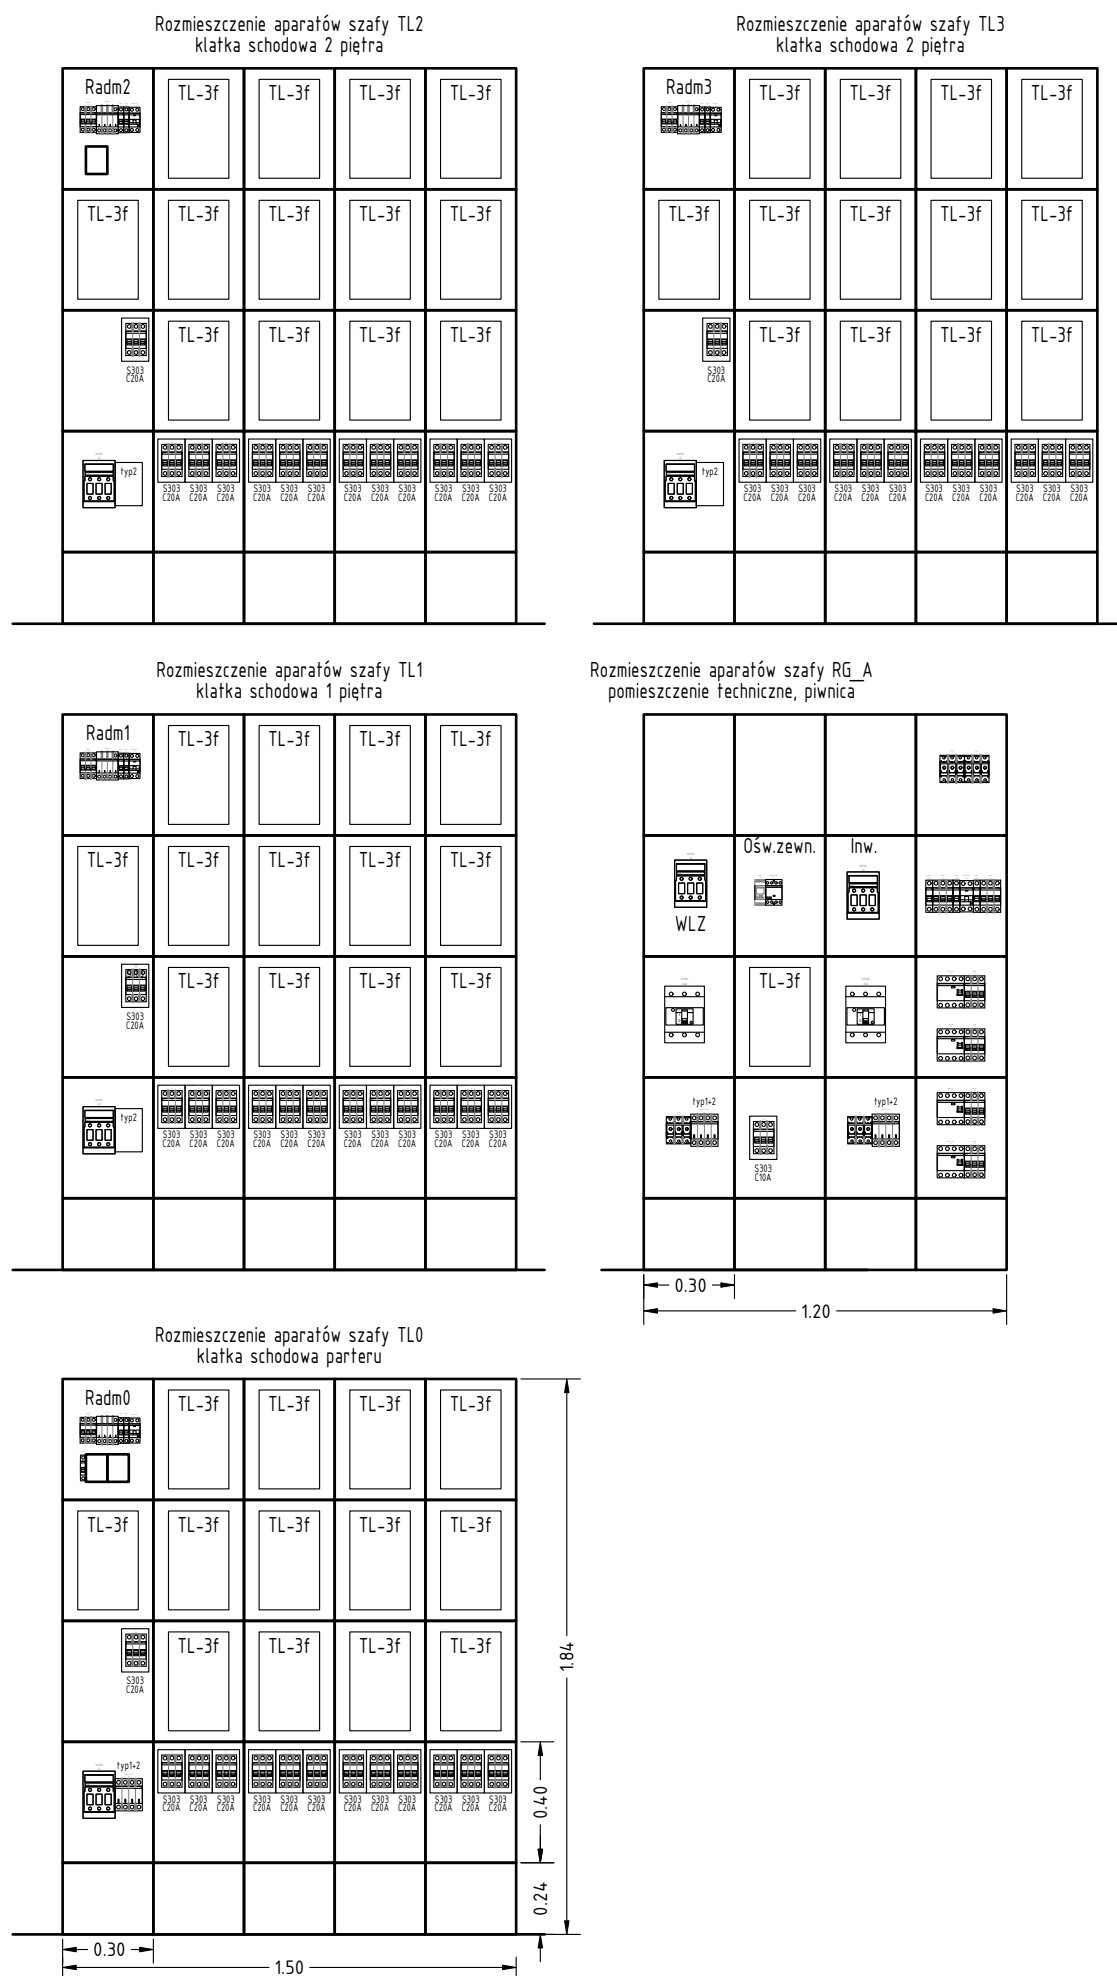 Rozmieszczenie aparatów szafy TL2
klatka schodowa 2 piętra
Radm2
TL-3f TL-3f TL-3f TL-3f
TL-3f TL-3f TL-3f TL-3f TL-3f
TL-3f TL-3f TL-3f TL-3f
S303
C20A
typ2
S303 S303 S303 S303 S303 S303 S303 S303 S303 S303 S303 S303
C20A C20A C20A C20A C20A C20A C20A C20A C20A C20A C20A C20A
Rozmieszczenie aparatów szafy TL3
klatka schodowa 2 piętra
Radm3
TL-3f TL-3f TL-3f TL-3f
TL-3f TL-3f TL-3f TL-3f TL-3f
TL-3f TL-3f TL-3f TL-3f
S303
C20A
typ2
S303 S303 S303 S303 S303 S303 S303 S303 S303 S303 S303 S303
C20A C20A C20A C20A C20A C20A C20A C20A C20A C20A C20A C20A
Rozmieszczenie aparatów szafy TL1
klatka schodowa 1 piętra
Radm1
TL-3f TL-3f TL-3f TL-3f
TL-3f TL-3f TL-3f TL-3f TL-3f
TL-3f TL-3f TL-3f TL-3f
S303
C20A
typ2
S303 S303 S303 S303 S303 S303 S303 S303 S303 S303 S303 S303
C20A C20A C20A C20A C20A C20A C20A C20A C20A C20A C20A C20A
Rozmieszczenie aparatów szafy RG_A
pomieszczenie techniczne, piwnica
Ośw.zewn. Inw.
WLZ
TL-3f
typ1+2 typ1+2
S303
C10A
0.30
1.20
Rozmieszczenie aparatów szafy TL0
klatka schodowa parteru
Radm0
TL-3f TL-3f TL-3f TL-3f
TL-3f TL-3f TL-3f TL-3f TL-3f
TL-3f TL-3f TL-3f TL-3f
S303
C20A
typ1+2
S303 S303 S303 S303 S303 S303 S303 S303 S303 S303 S303 S303
C20A C20A C20A C20A C20A C20A C20A C20A C20A C20A C20A C20A
1.84
0.40
0.24
0.30
1.50